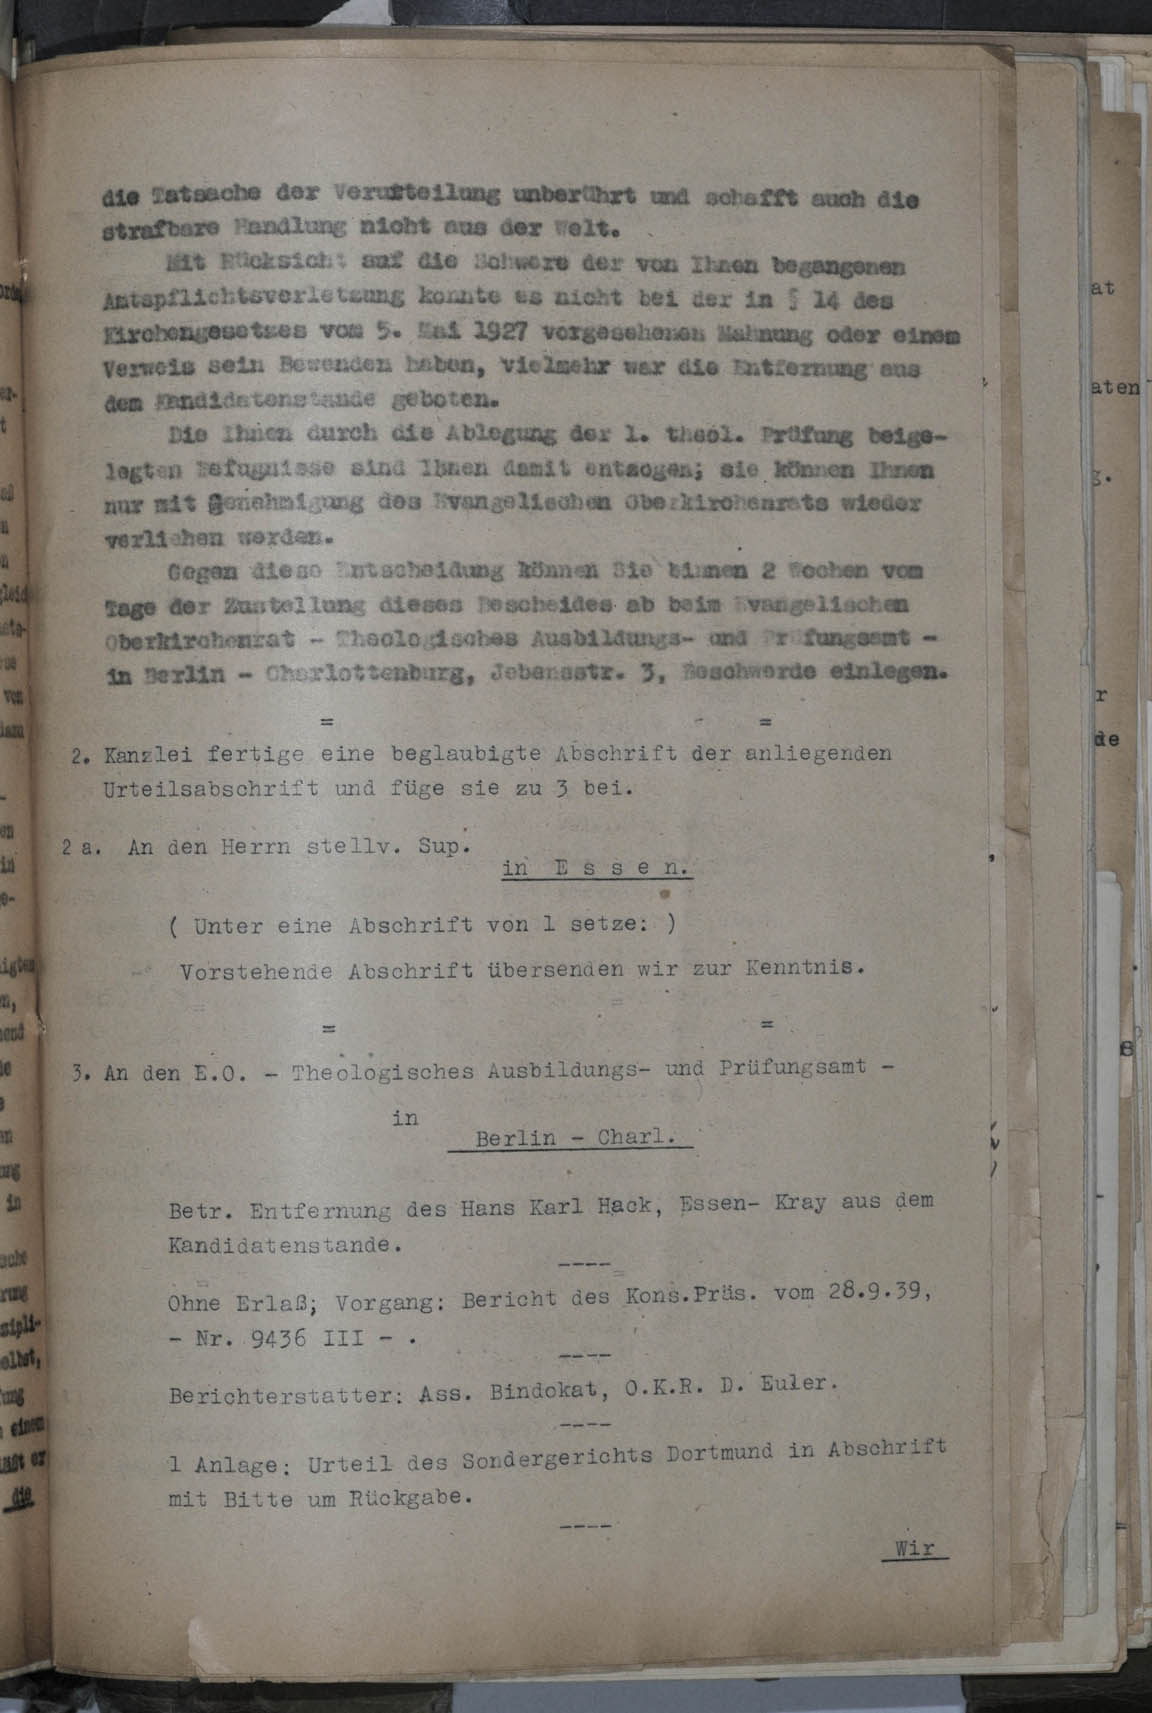 die Tatsache der Verurteilung unberührt und schafft auch die
strafbare Handlung nicht aus der Welt.
Mit Rücksicht auf die Schwere der von Ihnen begangenen
Amtspflichtsverletzung konnte es nicht bei der in § 14 des
Kirchengesetzes vom 5. Mai 1927 vorgesehenen Mahnung oder einem
Verweis sein Bewenden haben, vielmehr war die Entfernung aus
dem Kandidatenstande geboten.
Die Ihnen durch die Ablegung der 1. theol. Prüfung beige-
legten Befugnisse sind Ihnen damit entzogen; sie können Ihnen
nur mit Genehmigung des Evangelischen Oberkirchenrats wieder
verliehen werden.
Gegen diese Entscheidung können Sie binnen 2 Wochen vom
Tage der Zustellung dieses Bescheides ab beim Evangelischen
Oberkirchenrat - Theologisches Ausbildungs- und Prüfungsamt -
in Berlin - Charlottenburg, Jebensstr. 3, Beschwerde einlegen.
= =
2. Kanzlei fertige eine beglaubigte Abschrift der anliegenden
Urteilsabschrift und füge sie zu 3 bei.
2 a. An den Herrn stellv. Sup.
in E s s e n.
( Unter eine Abschrift von 1 setze: )
Vorstehende Abschrift übersenden wir zur Kenntnis.
= =
3. An den E.O. - Theologisches Ausbildungs- und Prüfungsamt -
in
Berlin - Charl.
Betr. Entfernung des Hans Karl Hack, Essen- Kray aus dem
Kandidatenstande.
----
Ohne Erlaß; Vorgang: Bericht des Kons.Präs. vom 28.9.39,
- Nr. 9436 III - .
----
Berichterstatter: Ass. Bindokat, O.K.R. D. Euler.
----
1 Anlage: Urteil des Sondergerichts Dortmund in Abschrift
mit Bitte um Rückgabe.
----
Wir